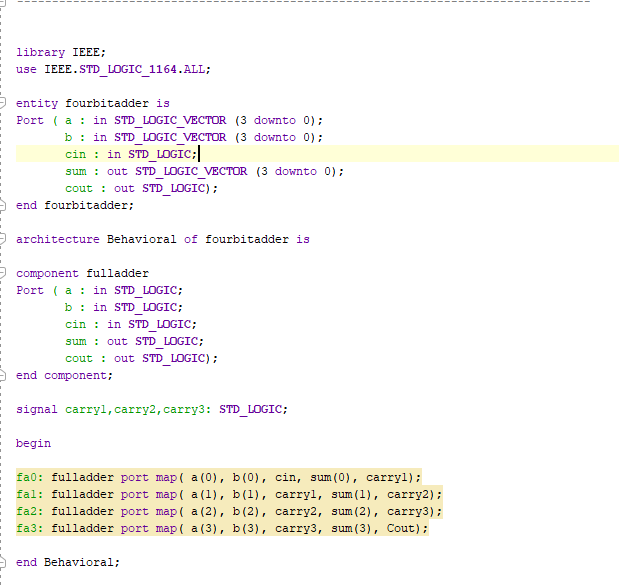 --------------------------------------------------------------------------------
library IEEE;
use IEEE.STD_LOGIC_1164.ALL;
entity fourbitadder is
Port ( a : in STD_LOGIC_VECTOR (3 downto 0);
b : in STD_LOGIC_VECTOR (3 downto 0);
cin : in STD_LOGIC;
sum : out STD_LOGIC_VECTOR (3 downto 0);
cout : out STD_LOGIC);
end fourbitadder;
architecture Behavioral of fourbitadder is
component fulladder
Port ( a : in STD_LOGIC;
b : in STD_LOGIC;
cin : in STD_LOGIC;
sum : out STD_LOGIC;
cout : out STD_LOGIC);
end component;
signal carry1,carry2,carry3: STD_LOGIC;
begin
fa0: fulladder port map( a(0), b(0), cin, sum(0), carry1);
fa1: fulladder port map( a(1), b(1), carry1, sum(1), carry2);
fa2: fulladder port map( a(2), b(2), carry2, sum(2), carry3);
fa3: fulladder port map( a(3), b(3), carry3, sum(3), Cout);
end Behavioral;